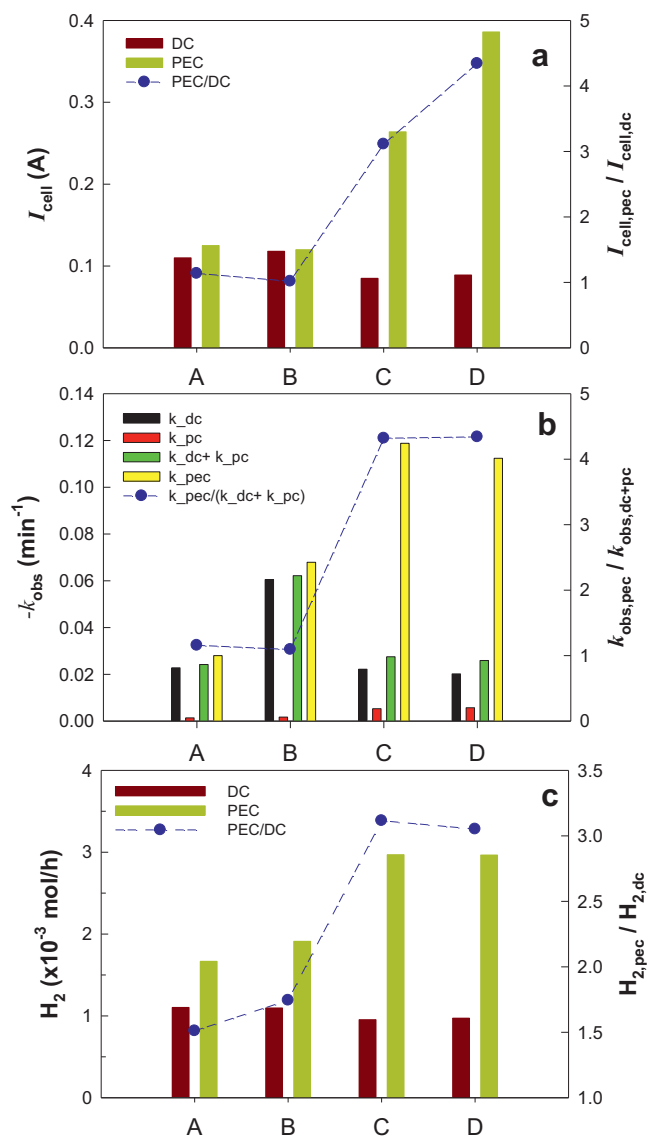 a
DC
PEC
PEC/DC
0.4
0.3
0.2
0.1
0.0
I_cell (A)
5
4
3
2
1
0
I_cell,pec / I_cell,dc
A B C D
b
k_dc
k_pc
k_dc+ k_pc
k_pec
k_pec/(k_dc+ k_pc)
0.14
0.12
0.10
0.08
0.06
0.04
0.02
0.00
-k_obs (min⁻¹)
5
4
3
2
1
0
k_obs,pec / k_obs,dc+pc
A B C D
c
DC
PEC
PEC/DC
4
3
2
1
0
H₂ (x10⁻³ mol/h)
3.5
3.0
2.5
2.0
1.5
1.0
H₂,pec / H₂,dc
A B C D